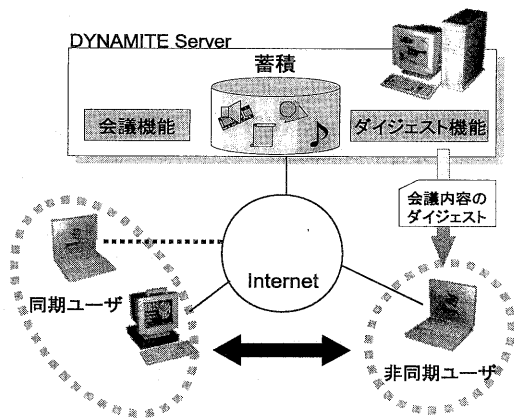 DYNAMITE Server
蓄積
会議機能
ダイジェスト機能
会議内容の
ダイジェスト
Internet
同期ユーザ
非同期ユーザ